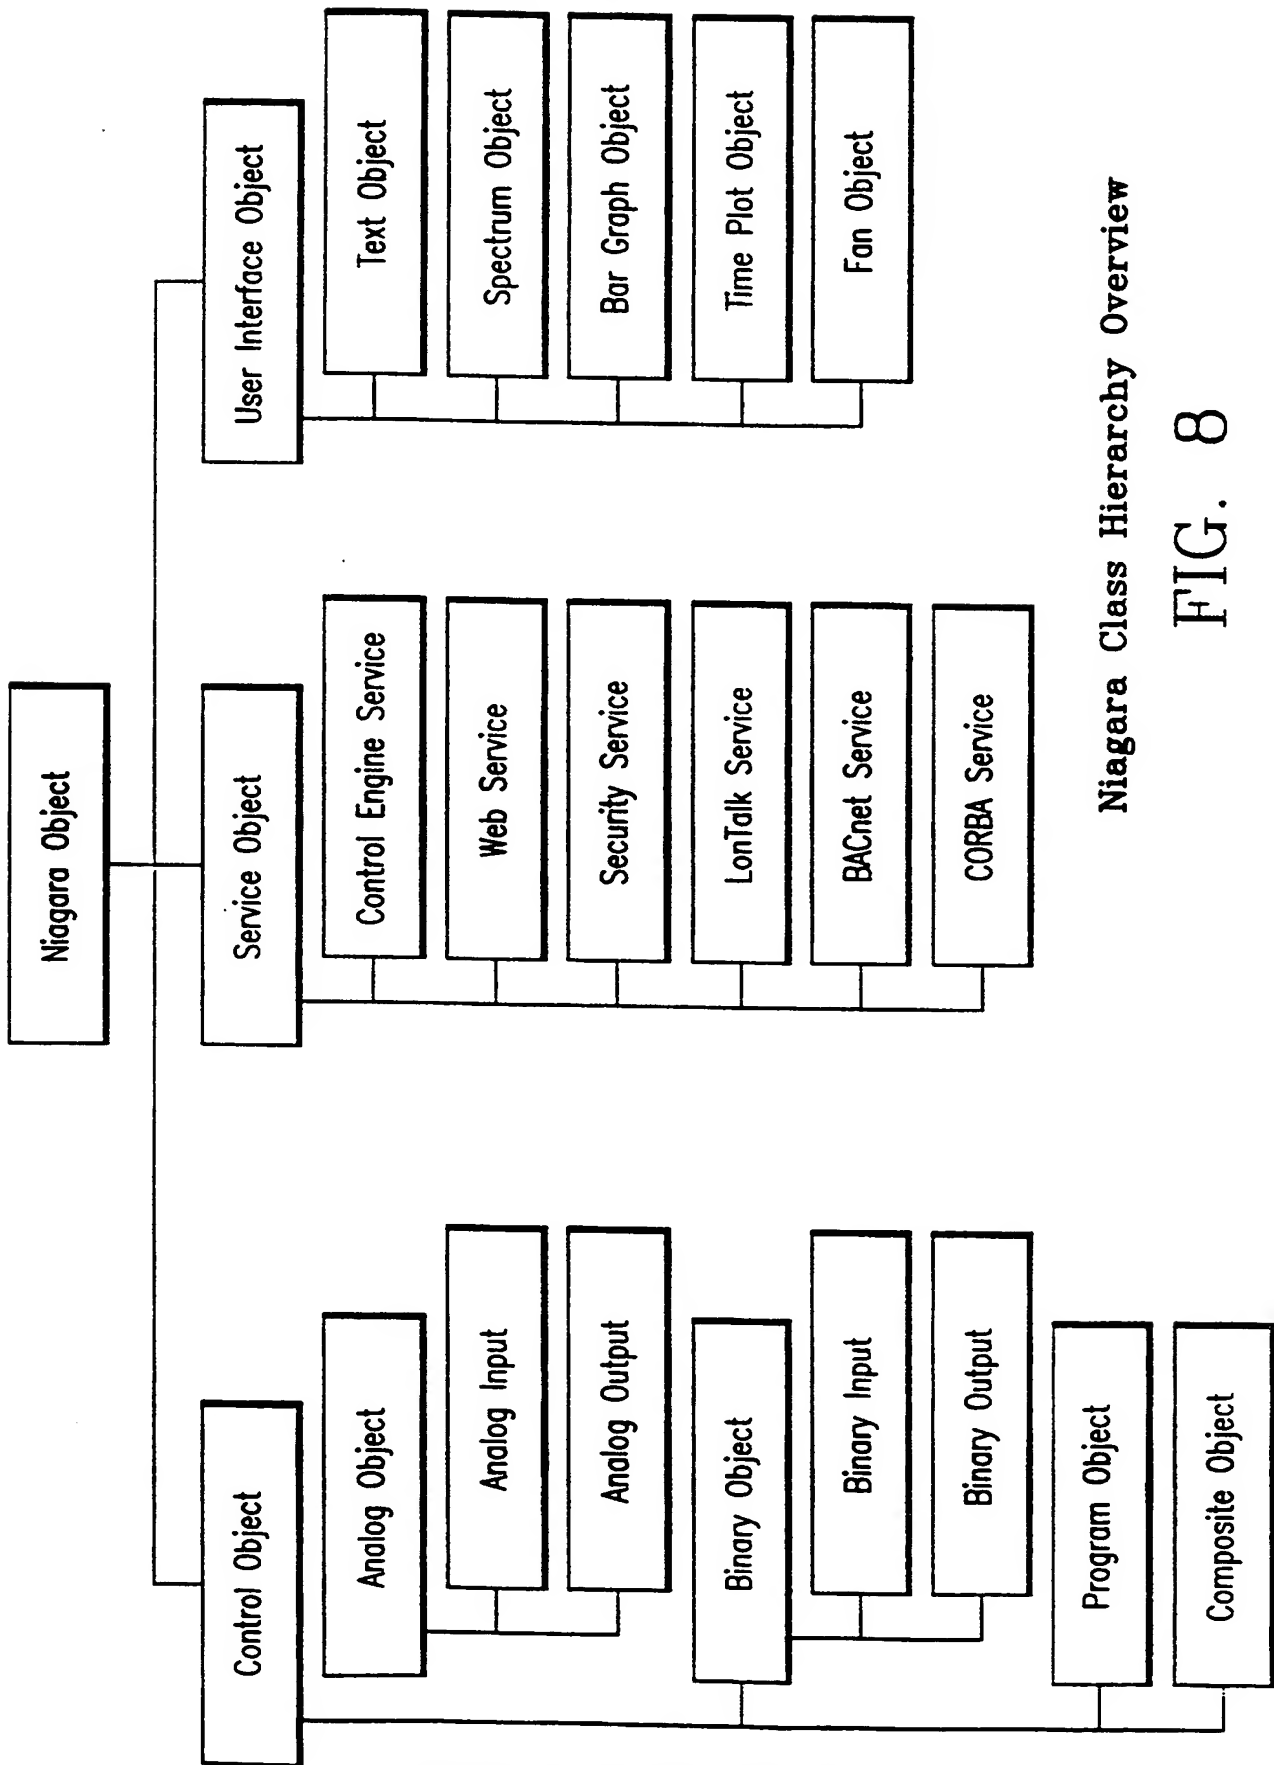 Niagara Object
Control Object
Analog Object
Analog Input
Analog Output
Binary Object
Binary Input
Binary Output
Program Object
Composite Object
Service Object
Control Engine Service
Web Service
Security Service
LonTalk Service
BACnet Service
CORBA Service
User Interface Object
Text Object
Spectrum Object
Bar Graph Object
Time Plot Object
Fan Object
Niagara Class Hierarchy Overview
FIG. 8